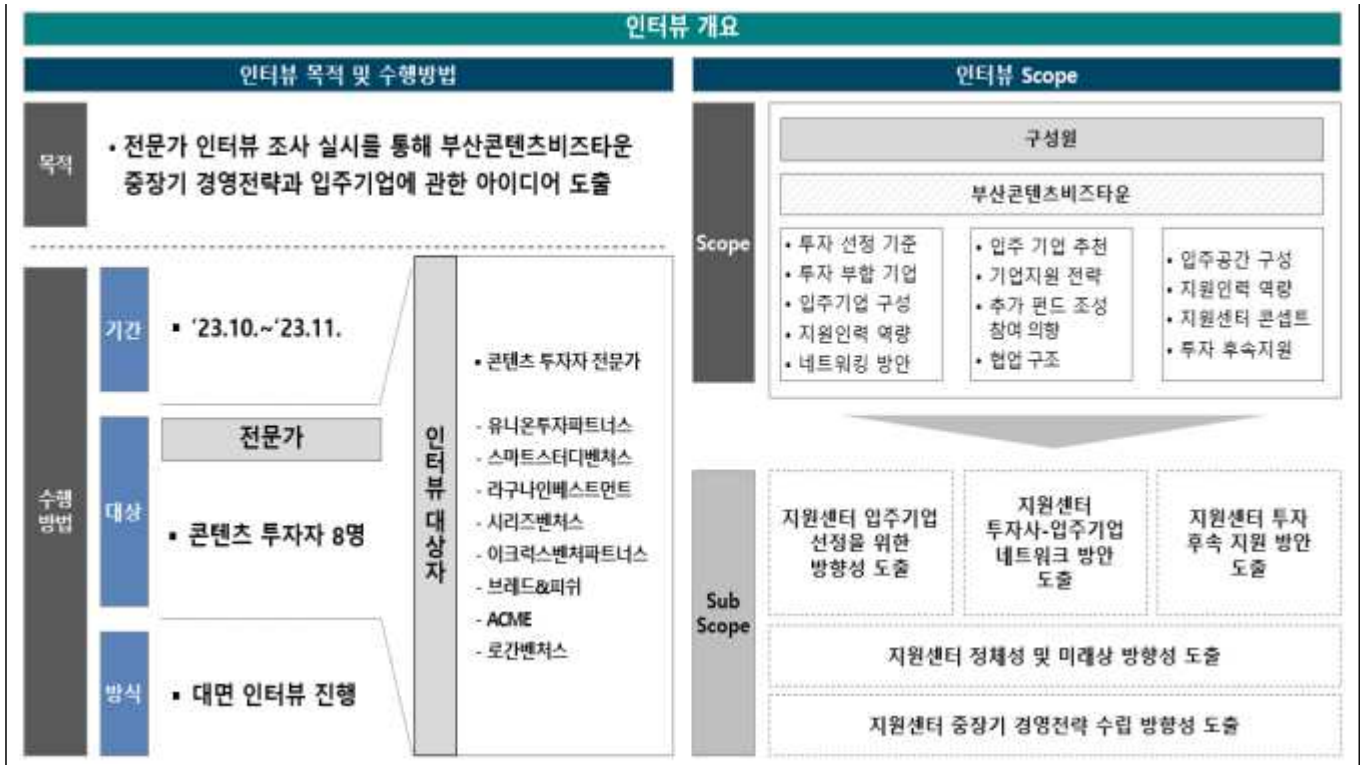 인터뷰 개요
인터뷰 목적 및 수행방법
목적
• 전문가 인터뷰 조사 실시를 통해 부산콘텐츠비즈타운
중장기 경영전략과 입주기업에 관한 아이디어 도출
수행
방법
기간
▪ ‘23.10.~‘23.11.
대상
전문가
▪ 콘텐츠 투자자 8명
방식
▪ 대면 인터뷰 진행
인터뷰 대상자
▪ 콘텐츠 투자자 전문가
- 유니온투자파트너스
- 스마트스터디벤처스
- 라구나인베스트먼트
- 시리즈벤처스
- 이크럭스벤처파트너스
- 브레드&피쉬
- ACME
- 로간벤처스
인터뷰 Scope
Scope
구성원
부산콘텐츠비즈타운
• 투자 선정 기준
• 투자 부합 기업
• 입주기업 구성
• 지원인력 역량
• 네트워킹 방안
• 입주 기업 추천
• 기업지원 전략
• 추가 펀드 조성
참여 의향
• 협업 구조
• 입주공간 구성
• 지원인력 역량
• 지원센터 콘셉트
• 투자 후속지원
Sub
Scope
지원센터 입주기업
선정을 위한
방향성 도출
지원센터
투자사-입주기업
네트워크 방안
도출
지원센터 투자
후속 지원 방안
도출
지원센터 정체성 및 미래상 방향성 도출
지원센터 중장기 경영전략 수립 방향성 도출